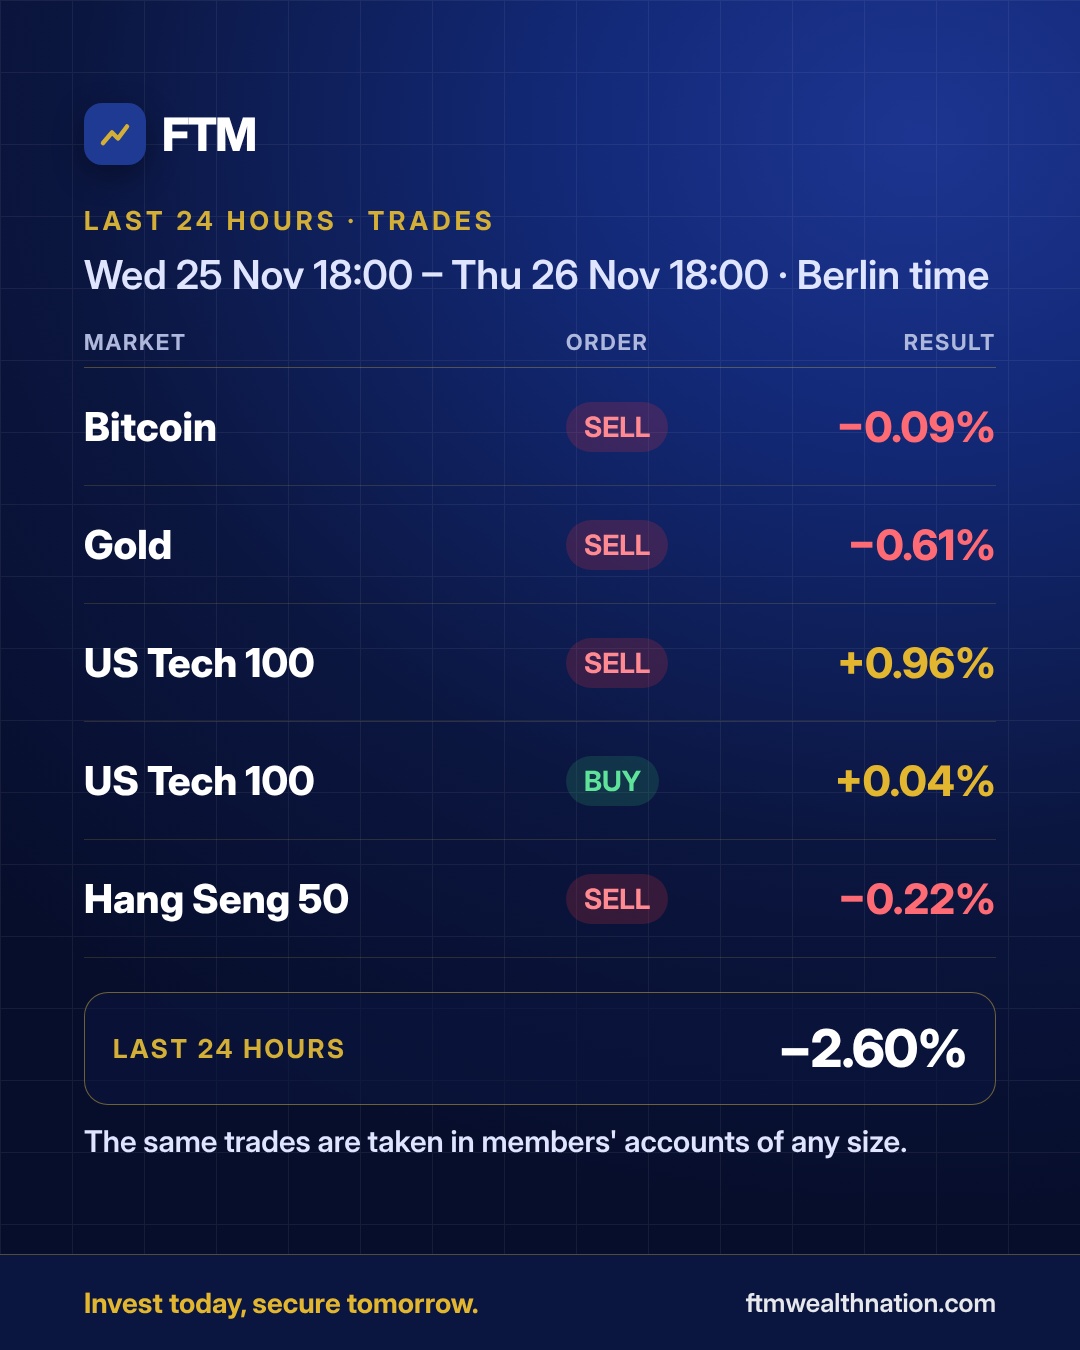 FTM
LAST 24 HOURS · TRADES
Wed 25 Nov 18:00 – Thu 26 Nov 18:00 · Berlin time
MARKET ORDER RESULT
Bitcoin SELL −0.09%
Gold SELL −0.61%
US Tech 100 SELL +0.96%
US Tech 100 BUY +0.04%
Hang Seng 50 SELL −0.22%
LAST 24 HOURS −2.60%
The same trades are taken in members' accounts of any size.
Invest today, secure tomorrow. ftmwealthnation.com